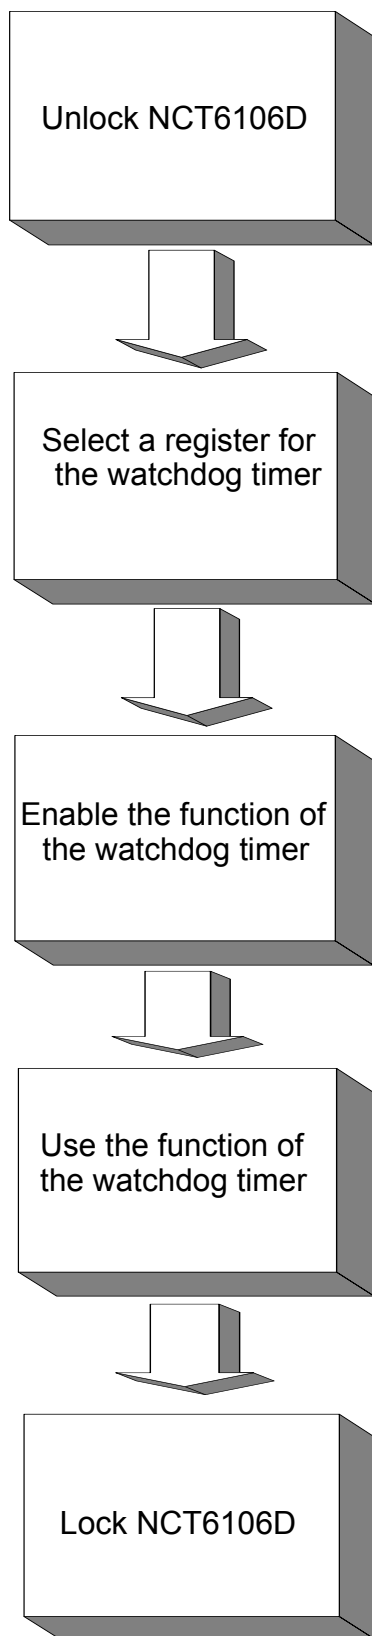 Unlock NCT6106D
Select a register for
the watchdog timer
Enable the function of
the watchdog timer
Use the function of
the watchdog timer
Lock NCT6106D